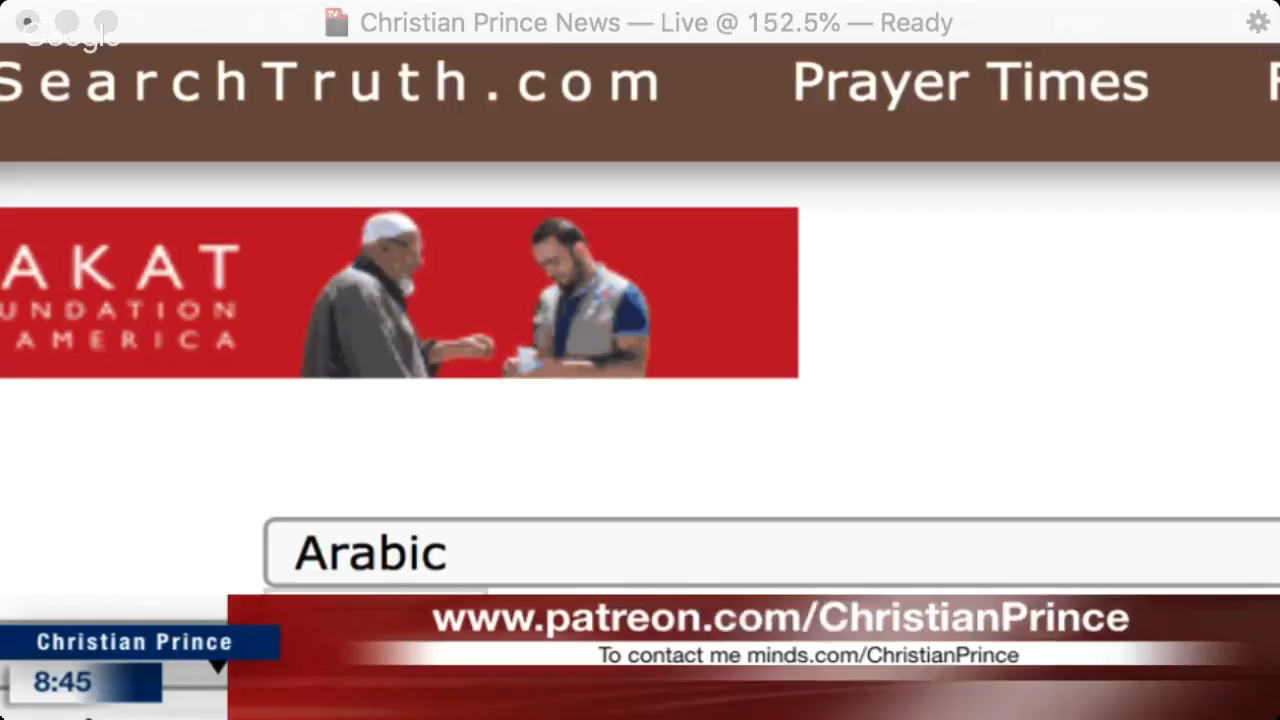 Christian Prince News — Live @ 152.5% — Ready
Google
SearchTruth.com Prayer Times
AKAT
UNDATION
AMERICA
Arabic
www.patreon.com/ChristianPrince
Christian Prince
To contact me minds.com/ChristianPrince
8:45